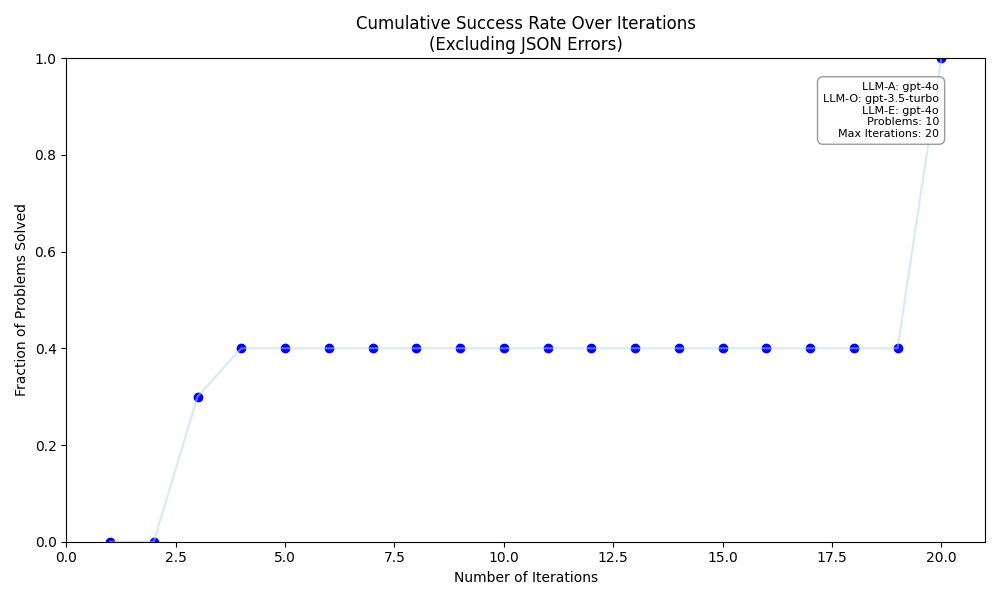 Cumulative Success Rate Over Iterations
(Excluding JSON Errors)
LLM-A: gpt-4o
LLM-O: gpt-3.5-turbo
LLM-E: gpt-4o
Problems: 10
Max Iterations: 20
Fraction of Problems Solved
1.0
0.8
0.6
0.4
0.2
0.0
0.0 2.5 5.0 7.5 10.0 12.5 15.0 17.5 20.0
Number of Iterations